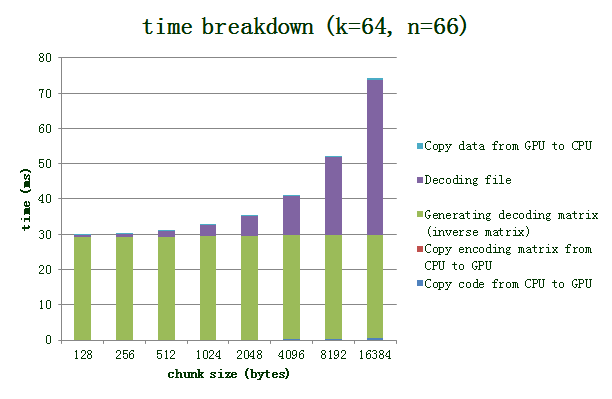 time breakdown (k=64, n=66)
80
70
60
50
40
30
20
10
0
time (ms)
128 256 512 1024 2048 4096 8192 16384
chunk size (bytes)
Copy data from GPU to CPU
Decoding file
Generating decoding matrix
(inverse matrix)
Copy encoding matrix from
CPU to GPU
Copy code from CPU to GPU